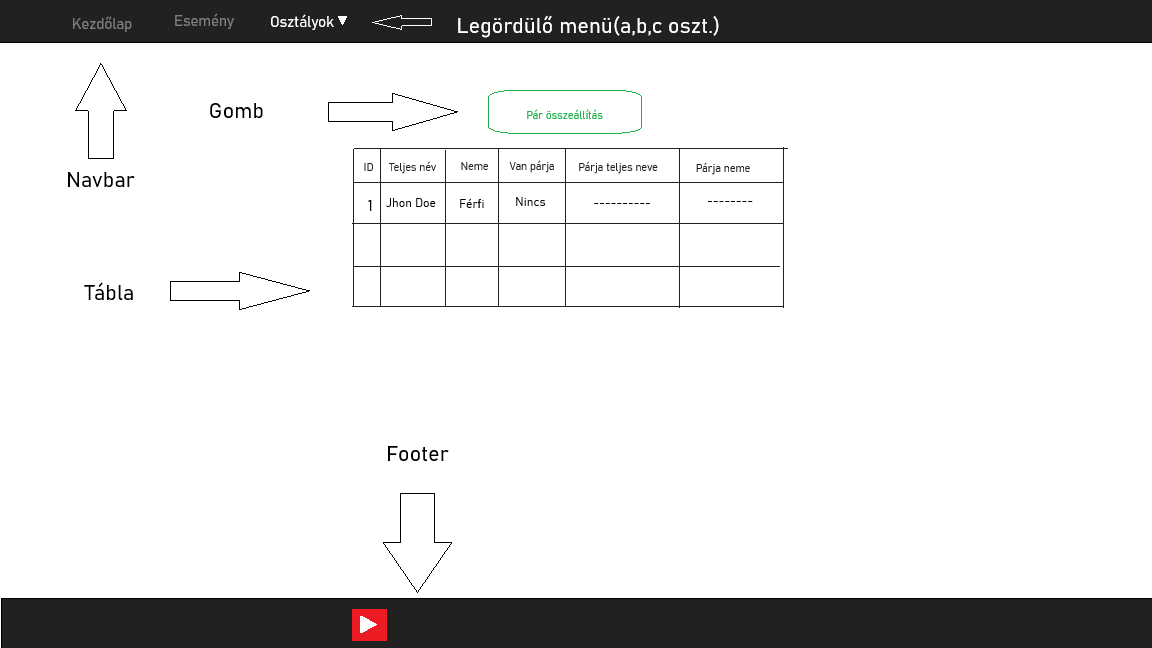 Kezdőlap Esemény Osztályok▼ Legördülő menü(a,b,c oszt.)
Gomb Pár összeállítás
Navbar
ID Teljes név Neme Van párja Párja teljes neve Párja neme
1 Jhon Doe Férfi Nincs ---------- --------
Tábla
Footer